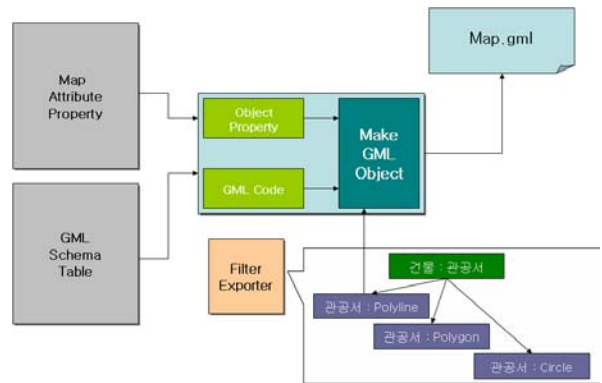 Map
Attribute
Property
GML
Schema
Table
Object
Property
GML Code
Make
GML
Object
Map.gml
Filter
Exporter
건물 : 관공서
관공서 : Polyline
관공서 : Polygon
관공서 : Circle